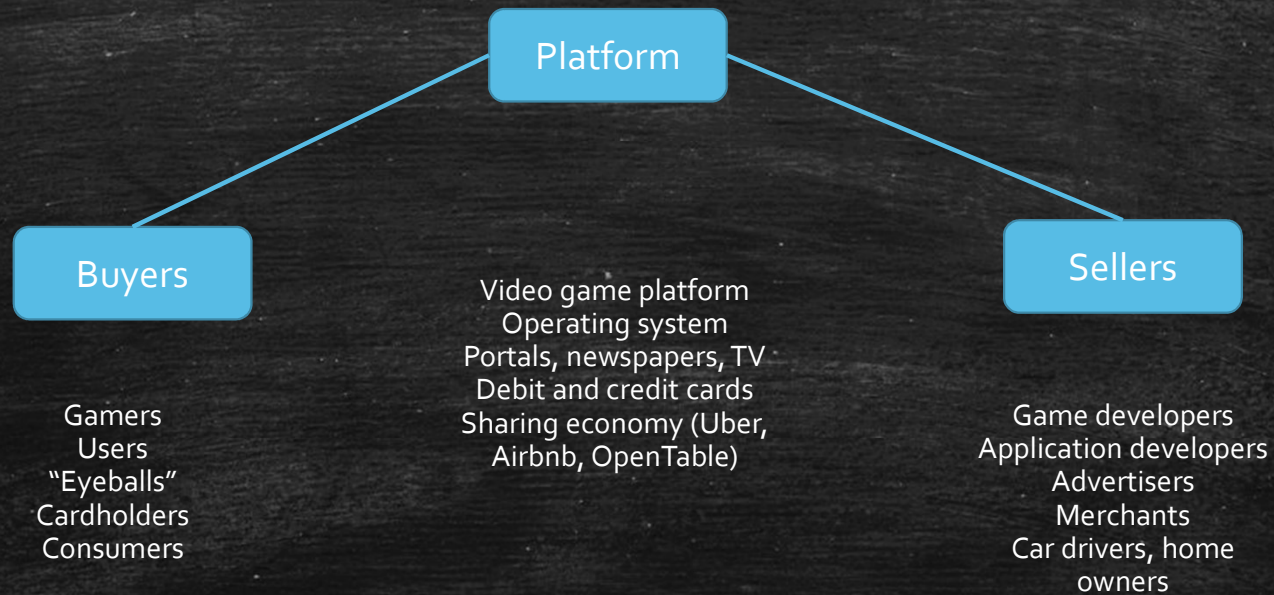 Platform
Buyers
Sellers
Video game platform
Operating system
Portals, newspapers, TV
Debit and credit cards
Sharing economy (Uber,
Airbnb, OpenTable)
Gamers
Users
“Eyeballs”
Cardholders
Consumers
Game developers
Application developers
Advertisers
Merchants
Car drivers, home
owners